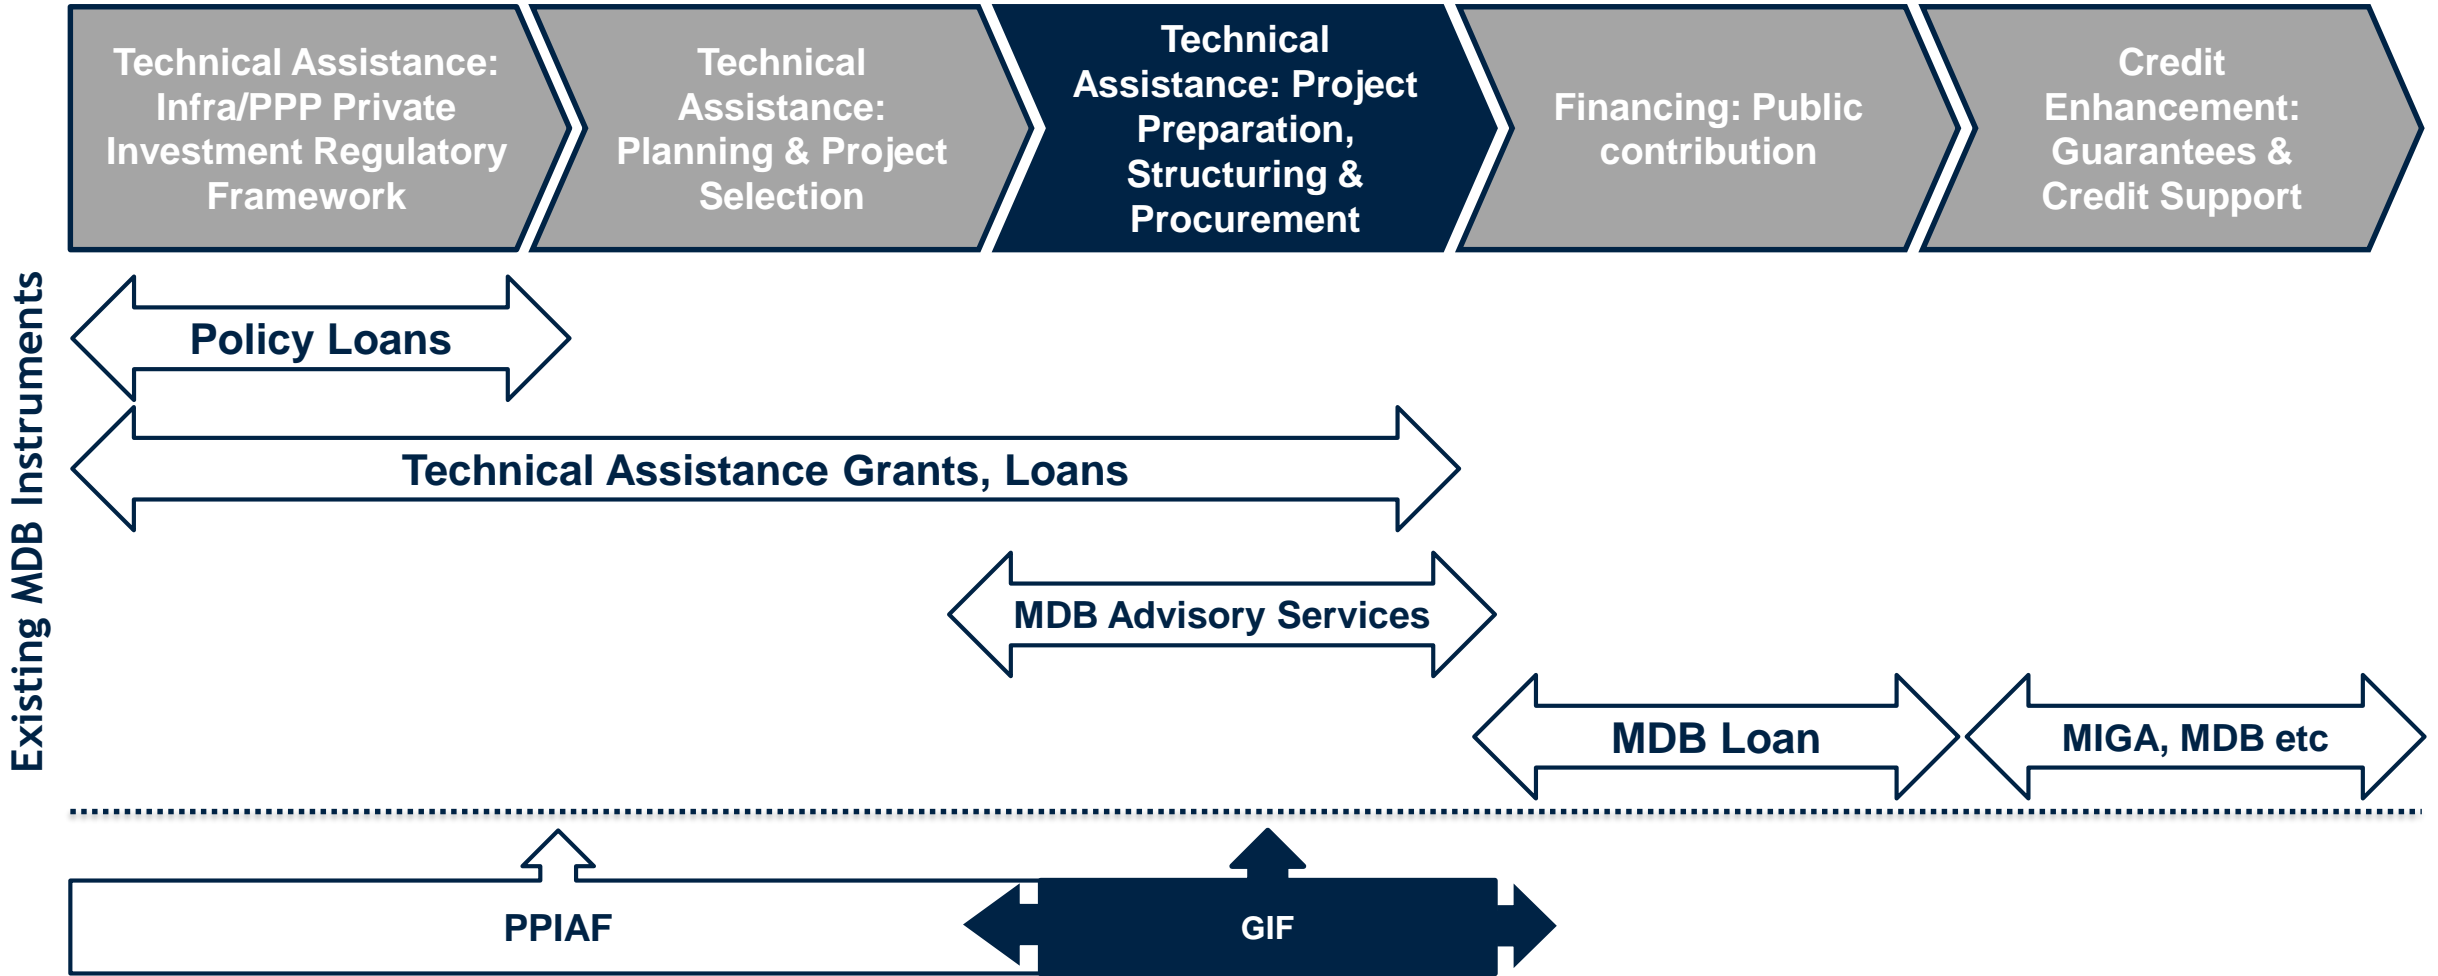 Technical Assistance:
Infra/PPP Private
Investment Regulatory
Framework
Technical
Assistance:
Planning & Project
Selection
Technical
Assistance: Project
Preparation,
Structuring &
Procurement
Financing: Public
contribution
Credit
Enhancement:
Guarantees &
Credit Support
Existing MDB Instruments
Policy Loans
Technical Assistance Grants, Loans
MDB Advisory Services
MDB Loan
MIGA, MDB etc
PPIAF
GIF